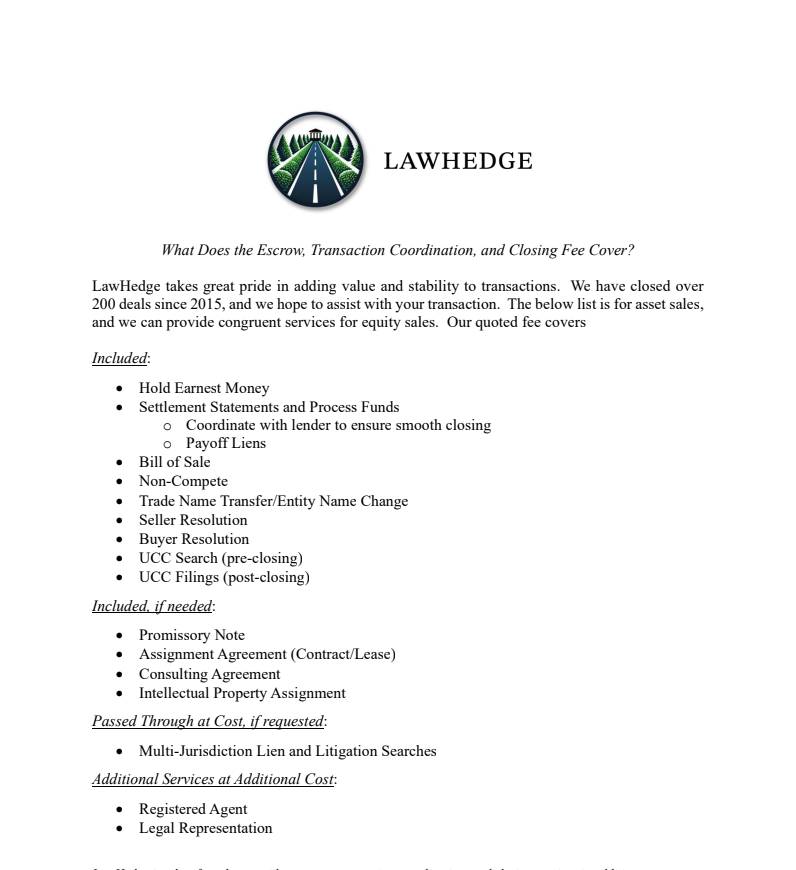 LAWHEDGE
What Does the Escrow, Transaction Coordination, and Closing Fee Cover?
LawHedge takes great pride in adding value and stability to transactions.  We have closed over
200 deals since 2015, and we hope to assist with your transaction.  The below list is for asset sales,
and we can provide congruent services for equity sales.  Our quoted fee covers
Included:
• Hold Earnest Money
• Settlement Statements and Process Funds
o Coordinate with lender to ensure smooth closing
o Payoff Liens
• Bill of Sale
• Non-Compete
• Trade Name Transfer/Entity Name Change
• Seller Resolution
• Buyer Resolution
• UCC Search (pre-closing)
• UCC Filings (post-closing)
Included, if needed:
• Promissory Note
• Assignment Agreement (Contract/Lease)
• Consulting Agreement
• Intellectual Property Assignment
Passed Through at Cost, if requested:
• Multi-Jurisdiction Lien and Litigation Searches
Additional Services at Additional Cost:
• Registered Agent
• Legal Representation